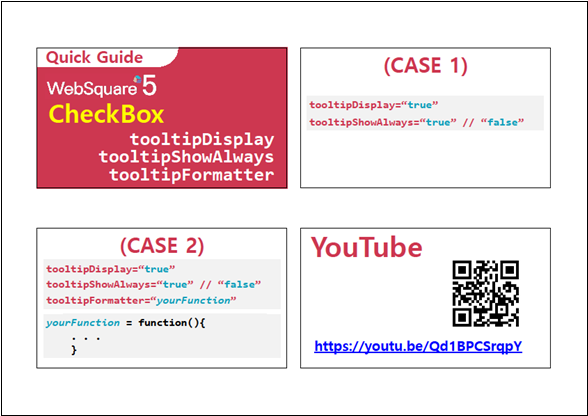 Quick Guide
WebSquare 5
CheckBox
tooltipDisplay
tooltipShowAlways
tooltipFormatter
(CASE 1)
tooltipDisplay=“true”
tooltipShowAlways=“true” // “false”
(CASE 2)
tooltipDisplay=“true”
tooltipShowAlways=“true” // “false”
tooltipFormatter=“yourFunction”
yourFunction = function(){
. . .
}
YouTube
https://youtu.be/Qd1BPCSrqpY